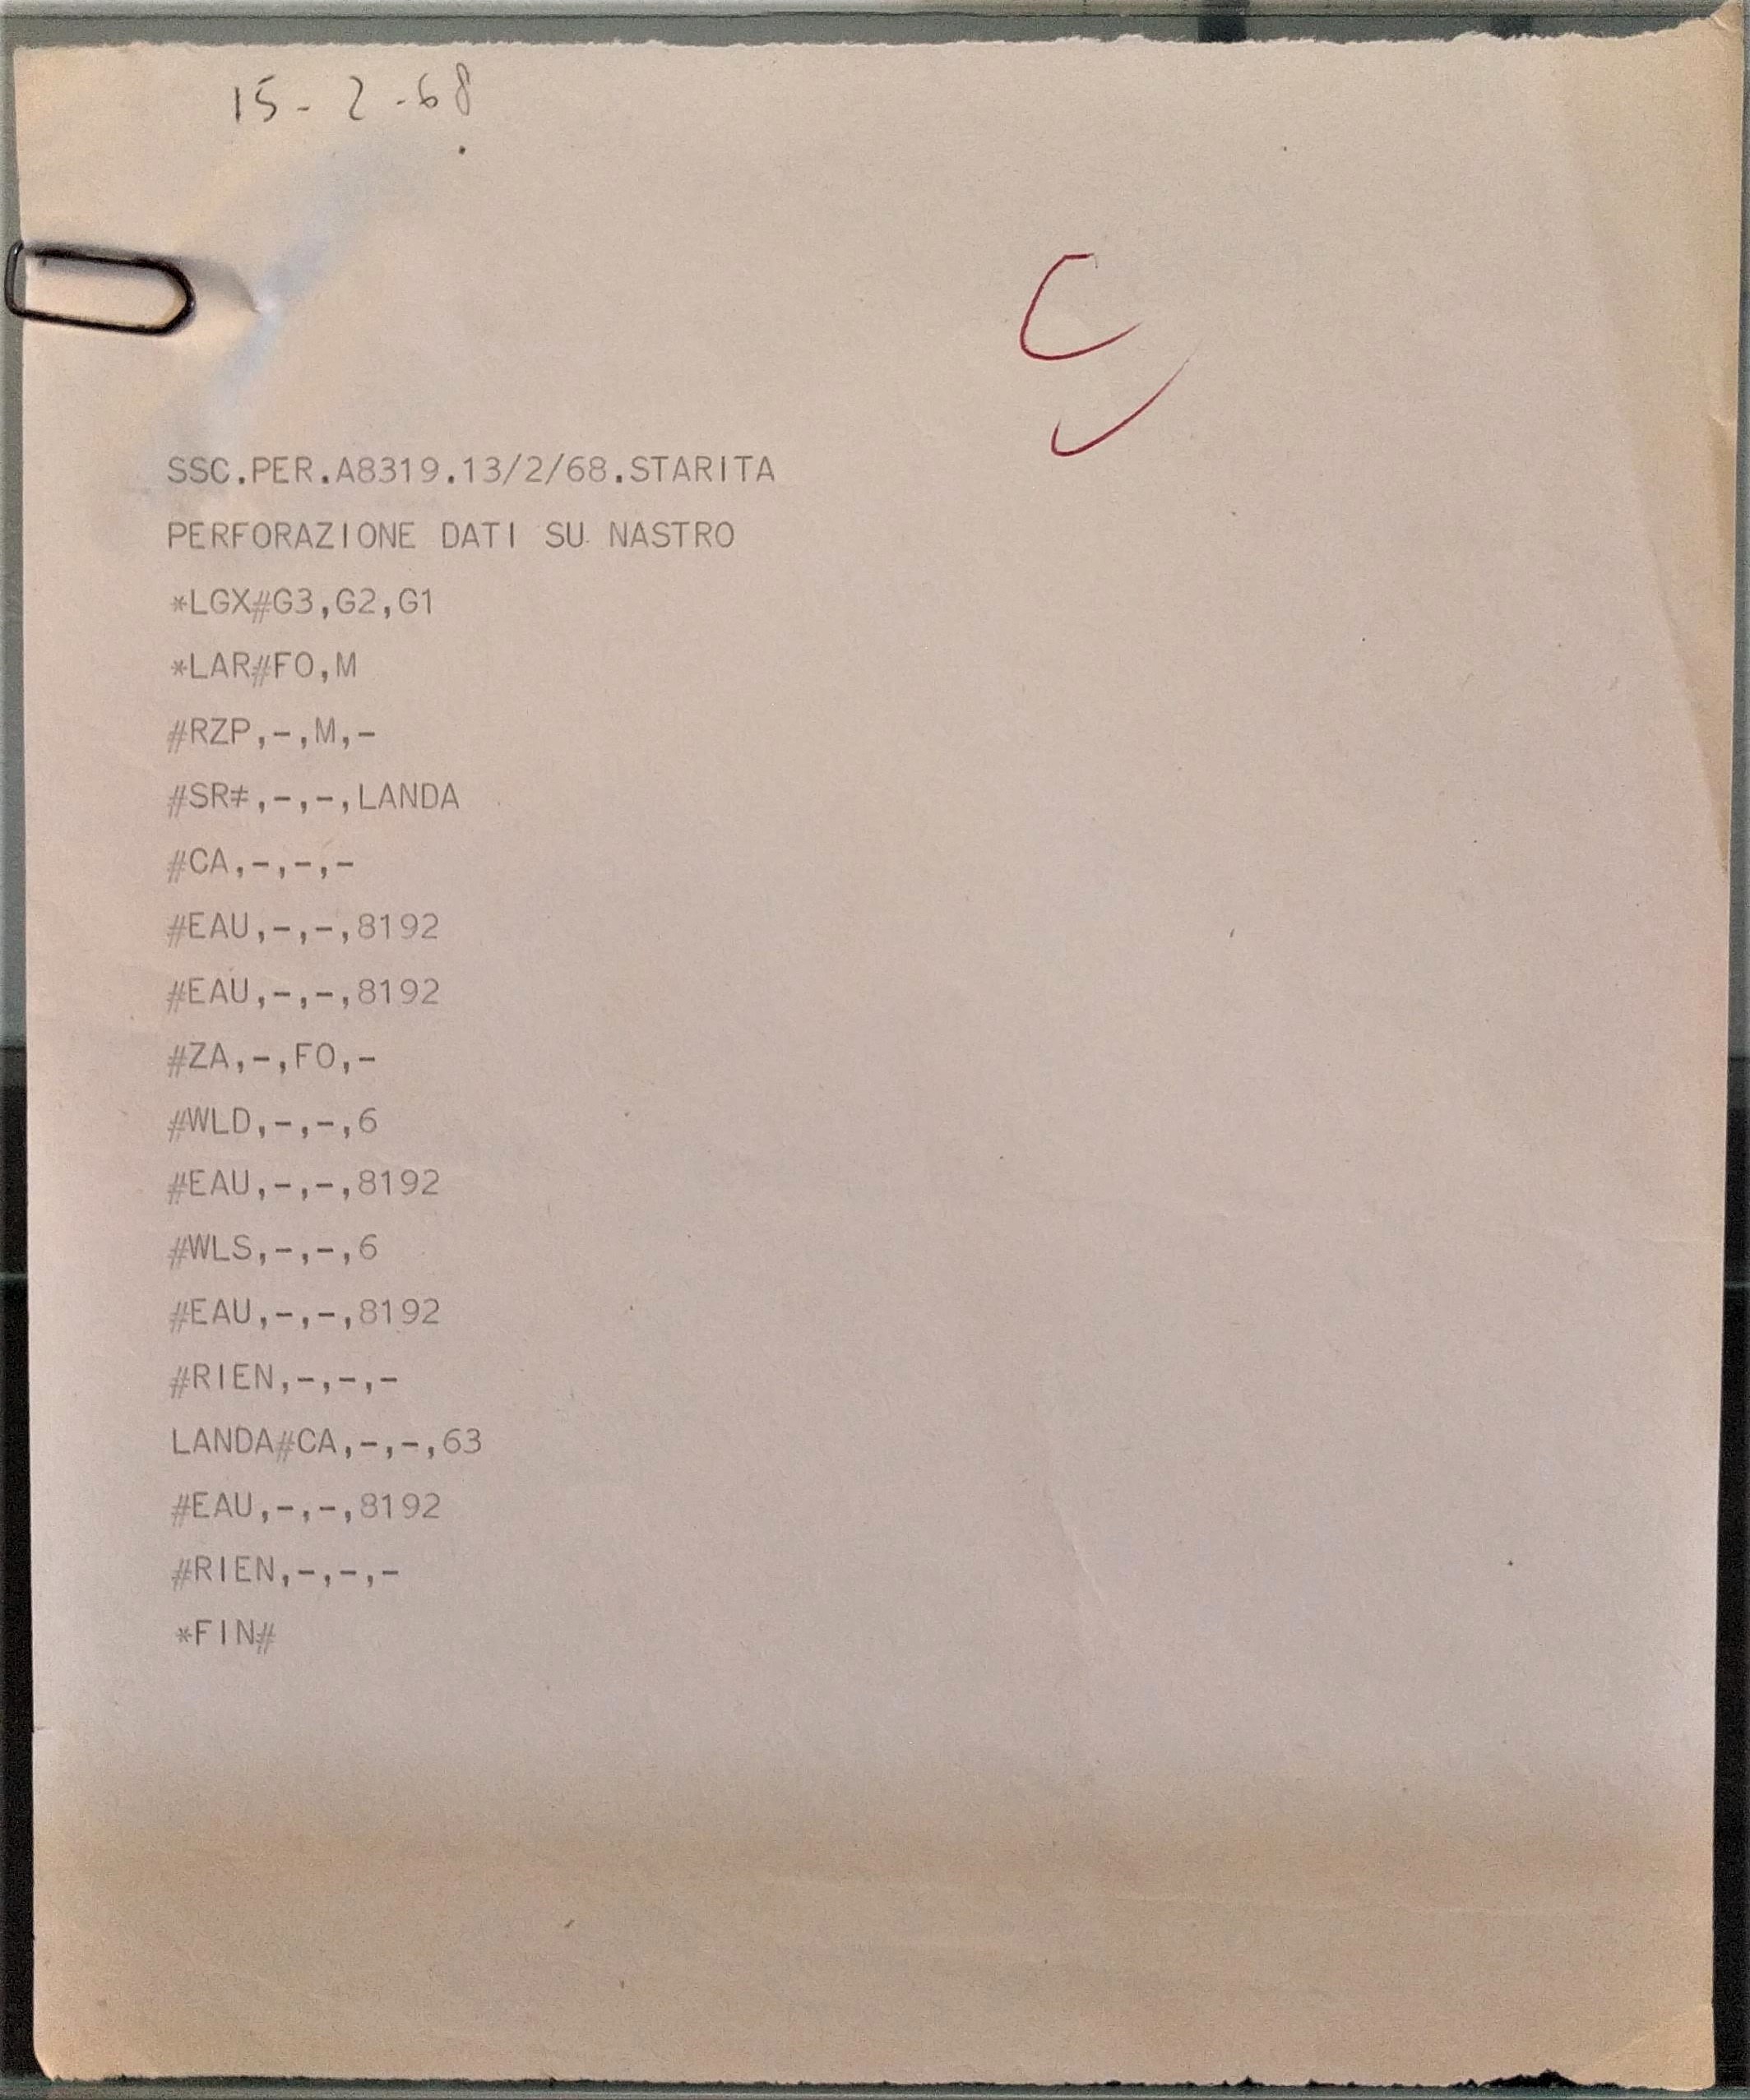 15-2-68
SSC.PER.A8319.13/2/68.STARITA
PERFORAZIONE DATI SU NASTRO
*LGX#G3,G2,G1
*LAR#FO,M
#RZP,-,M,-
#SR≠,-,-,LANDA
#CA,-,-,-
#EAU,-,-,8192
#EAU,-,-,8192
#ZA,-,FO,-
#WLD,-,-,6
#EAU,-,-,8192
#WLS,-,-,6
#EAU,-,-,8192
#RIEN,-,-,-
LANDA#CA,-,-,63
#EAU,-,-,8192
#RIEN,-,-,-
*FIN#